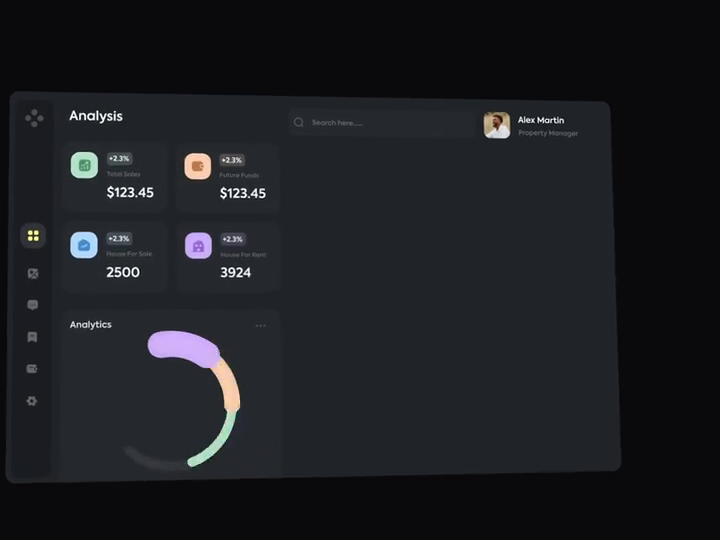 Analysis
Search here.....
Alex Martin
Property Manager
+2.3%
Total Sales
$123.45
+2.3%
Future Funds
$123.45
+2.3%
House For Sale
2500
+2.3%
House For Rent
3924
Analytics